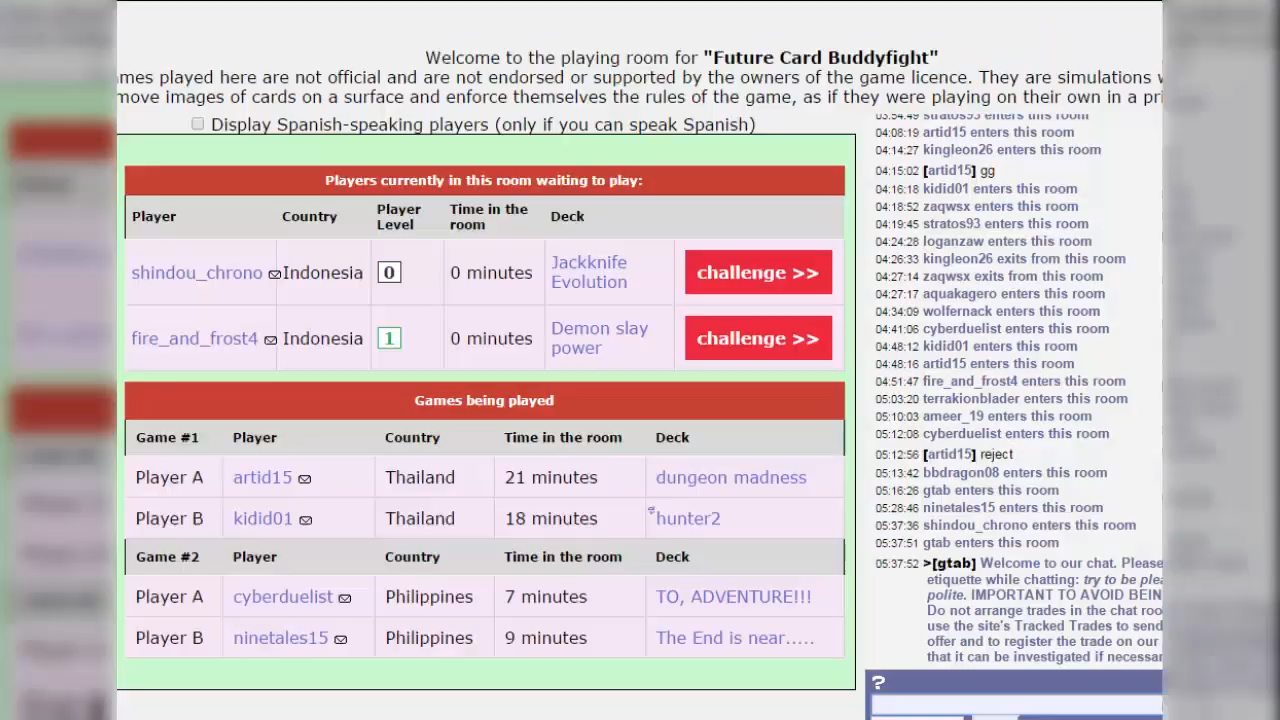 Welcome to the playing room for "Future Card Buddyfight"
mes played here are not official and are not endorsed or supported by the owners of the game licence. They are simulations
move images of cards on a surface and enforce themselves the rules of the game, as if they were playing on their own in a
Display Spanish-speaking players (only if you can speak Spanish)
Players currently in this room waiting to play:
Player Country Player Level Time in the room Deck
shindou_chrono Indonesia 0 0 minutes Jackknife Evolution challenge >>
fire_and_frost4 Indonesia 1 0 minutes Demon slay power challenge >>
Games being played
Game #1 Player Country Time in the room Deck
Player A artid15 Thailand 21 minutes dungeon madness
Player B kidid01 Thailand 18 minutes hunter2
Game #2 Player Country Time in the room Deck
Player A cyberduelist Philippines 7 minutes TO, ADVENTURE!!!
Player B ninetales15 Philippines 9 minutes The End is near.....
03:54:49 stratos93 enters this room
04:08:19 artid15 enters this room
04:14:27 kingleon26 enters this room
04:15:02 [artid15] gg
04:16:18 kidid01 enters this room
04:18:52 zaqwsx enters this room
04:19:45 stratos93 enters this room
04:24:28 loganzaw enters this room
04:26:33 kingleon26 exits from this room
04:27:14 zaqwsx exits from this room
04:27:17 aquakagero enters this room
04:34:09 wolfernack enters this room
04:41:06 cyberduelist enters this room
04:48:12 kidid01 enters this room
04:48:16 artid15 enters this room
04:51:47 fire_and_frost4 enters this room
05:03:20 terrakionblader enters this room
05:10:03 ameer_19 enters this room
05:12:08 cyberduelist enters this room
05:12:56 [artid15] reject
05:13:42 bbdragon08 enters this room
05:16:26 gtab enters this room
05:28:46 ninetales15 enters this room
05:37:36 shindou_chrono enters this room
05:37:51 gtab enters this room
05:37:52 >[gtab] Welcome to our chat. Please
etiquette while chatting: try to be plea
polite. IMPORTANT TO AVOID BEIN
Do not arrange trades in the chat roo
use the site's Tracked Trades to send
offer and to register the trade on our
that it can be investigated if necessar
?